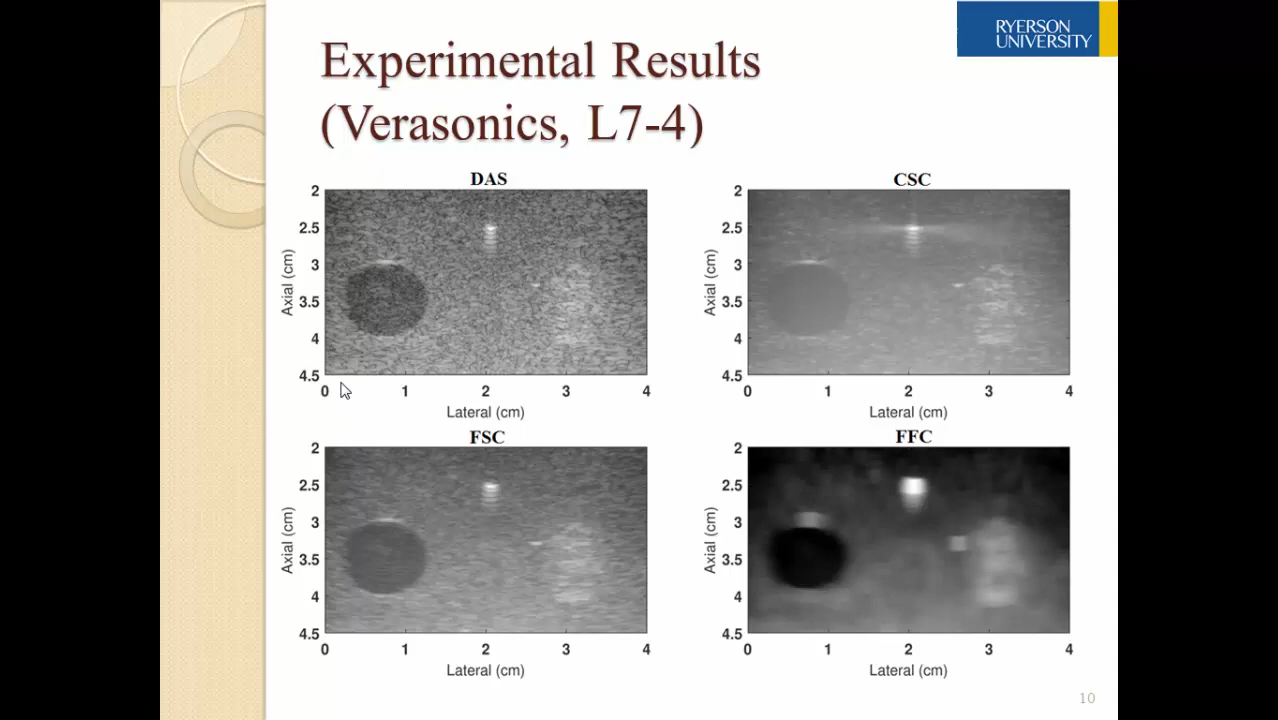 Experimental Results
(Verasonics, L7-4)
RYERSON
UNIVERSITY
DAS
2
2.5
3
3.5
4
4.5
Axial (cm)
0 1 2 3 4
Lateral (cm)
CSC
2
2.5
3
3.5
4
4.5
Axial (cm)
0 1 2 3 4
Lateral (cm)
FSC
2
2.5
3
3.5
4
4.5
Axial (cm)
0 1 2 3 4
Lateral (cm)
FFC
2
2.5
3
3.5
4
4.5
Axial (cm)
0 1 2 3 4
Lateral (cm)
10